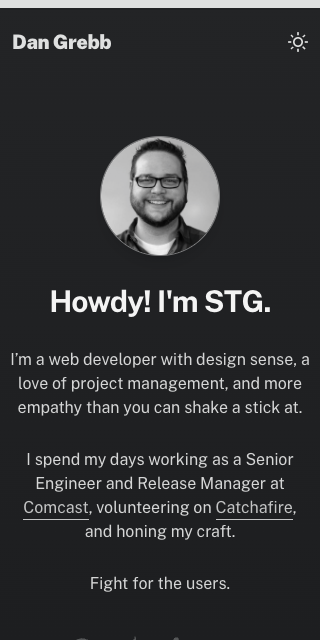 Dan Grebb
Howdy! I'm STG.
I’m a web developer with design sense, a
love of project management, and more
empathy than you can shake a stick at.
I spend my days working as a Senior
Engineer and Release Manager at
Comcast, volunteering on Catchafire,
and honing my craft.
Fight for the users.